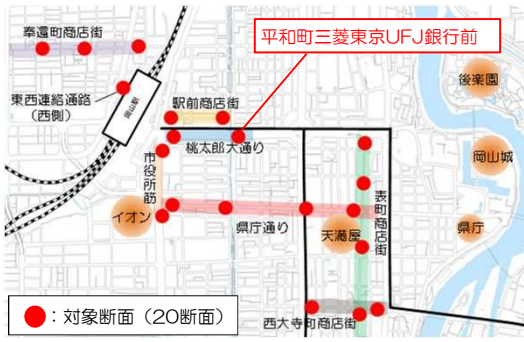 平和町三菱東京UFJ銀行前
奉還町商店街
後楽園
東西連絡通路
（西側）
岡山駅
駅前商店街
桃太郎大通り
岡山城
市役所筋
表町商店街
イオン
県庁通り
天満屋
県庁
●：対象断面（20断面）
西大寺町商店街